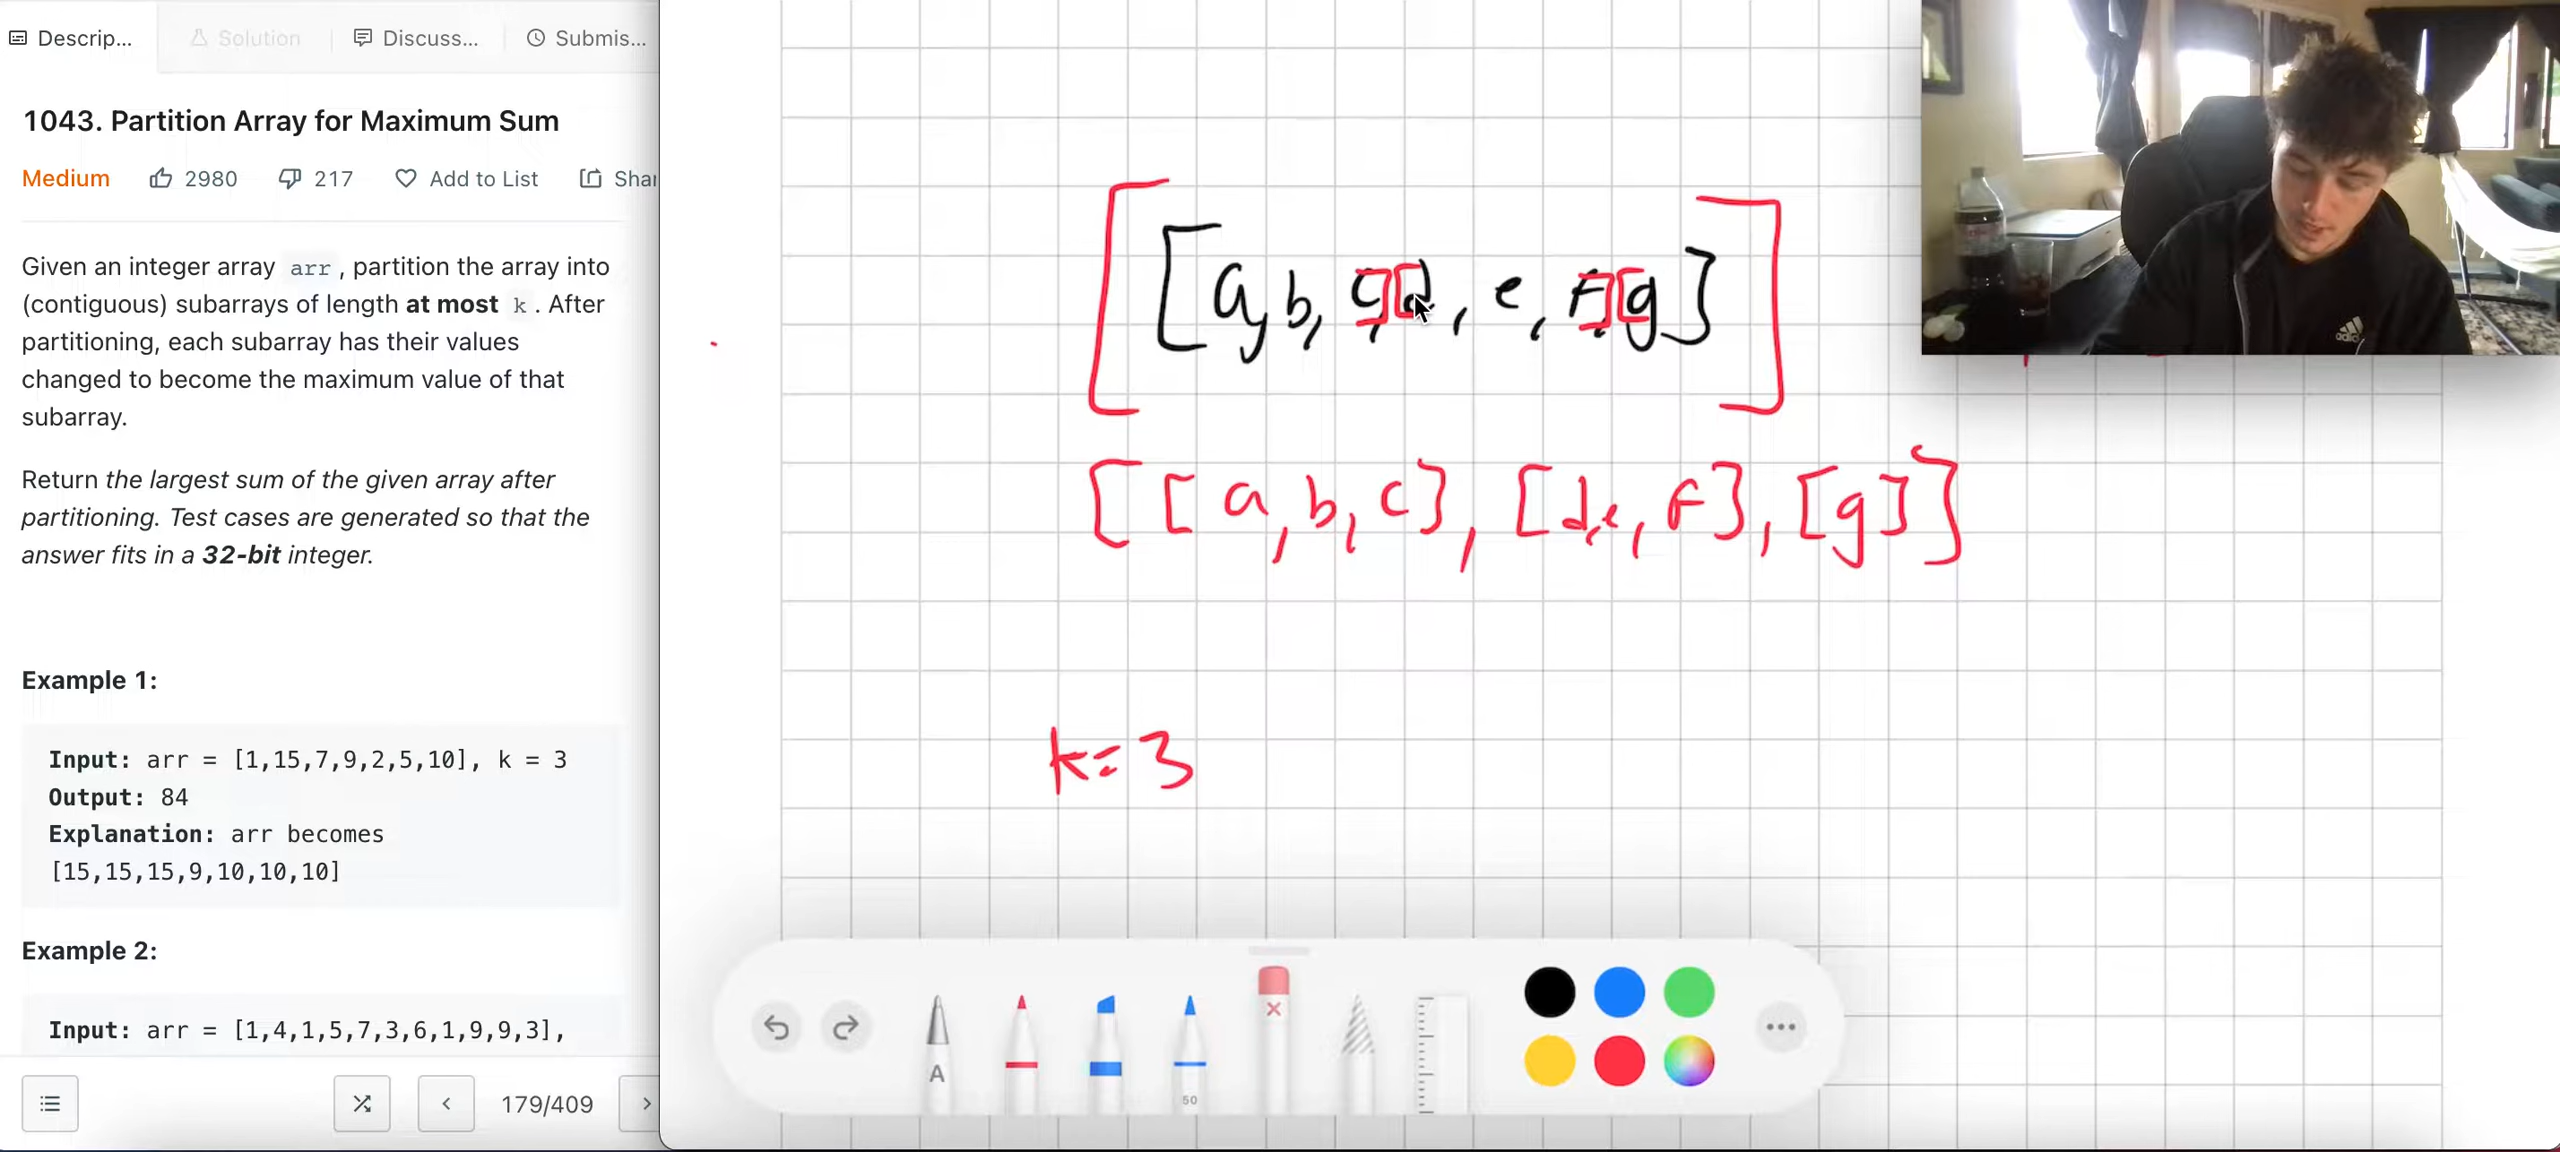 Descrip...
Solution
Discuss...
Submis...
1043. Partition Array for Maximum Sum
Medium 2980 217 Add to List Shar
Given an integer array arr , partition the array into
(contiguous) subarrays of length at most k . After
partitioning, each subarray has their values
changed to become the maximum value of that
subarray.
Return the largest sum of the given array after
partitioning. Test cases are generated so that the
answer fits in a 32-bit integer.
Example 1:
Input: arr = [1,15,7,9,2,5,10], k = 3
Output: 84
Explanation: arr becomes
[15,15,15,9,10,10,10]
Example 2:
Input: arr = [1,4,1,5,7,3,6,1,9,9,3],
179/409
[[a,b, c][d, e, F][g]]
[[a,b,c], [d,e,F], [g]]
k=3
A
50
adidas